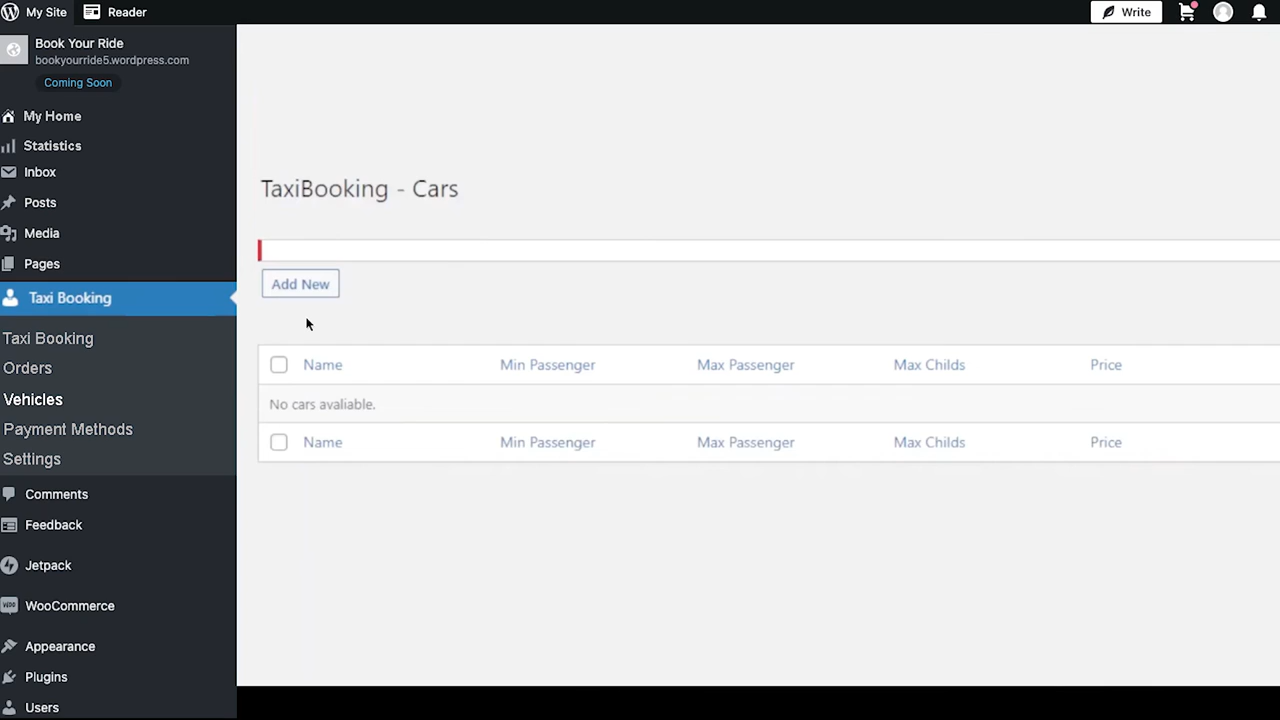 My Site Reader Write
Book Your Ride
bookyourride5.wordpress.com
Coming Soon
My Home
Statistics
Inbox
Posts
Media
Pages
Taxi Booking
Taxi Booking
Orders
Vehicles
Payment Methods
Settings
Comments
Feedback
Jetpack
WooCommerce
Appearance
Plugins
Users
TaxiBooking - Cars
Add New
Name Min Passenger Max Passenger Max Childs Price
No cars avaliable.
Name Min Passenger Max Passenger Max Childs Price